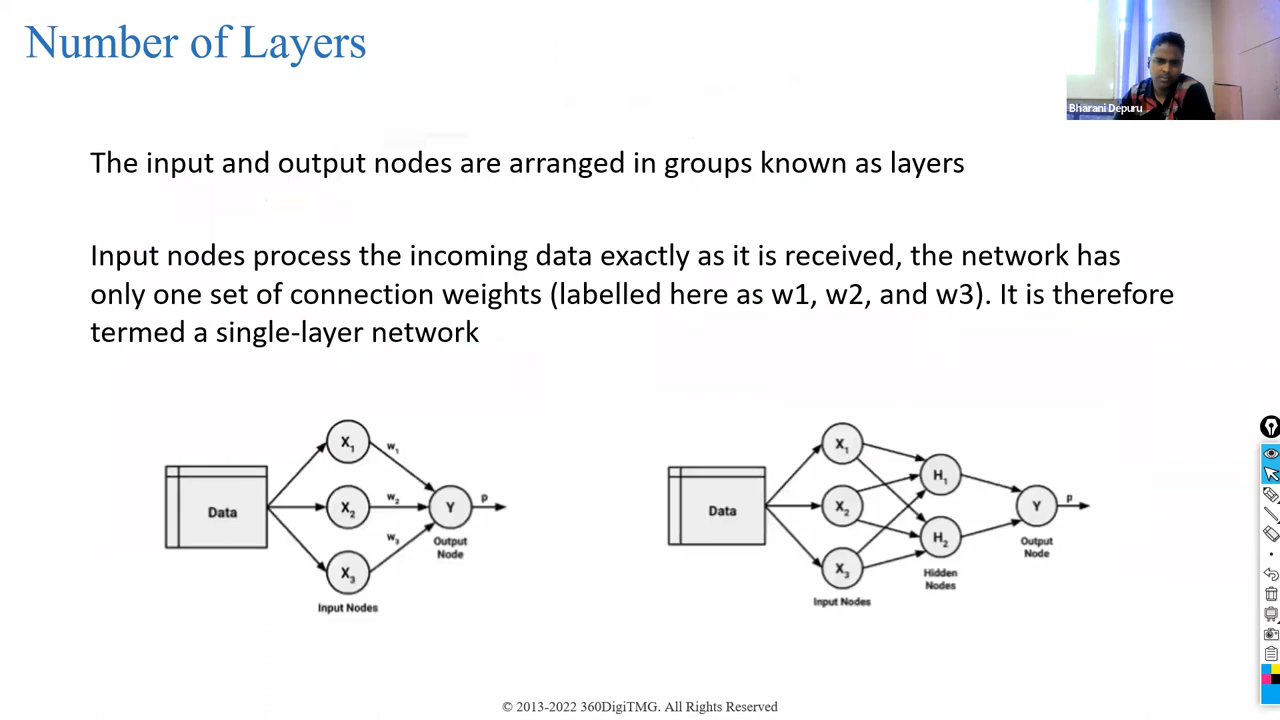 Number of Layers
Bharani Depuru
The input and output nodes are arranged in groups known as layers
Input nodes process the incoming data exactly as it is received, the network has
only one set of connection weights (labelled here as w1, w2, and w3). It is therefore
termed a single-layer network
Data
X1
X2
X3
w1
w2
w3
Y
p
Output
Node
Input Nodes
Data
X1
X2
X3
H1
H2
Y
p
Output
Node
Hidden
Nodes
Input Nodes
© 2013-2022 360DigiTMG. All Rights Reserved